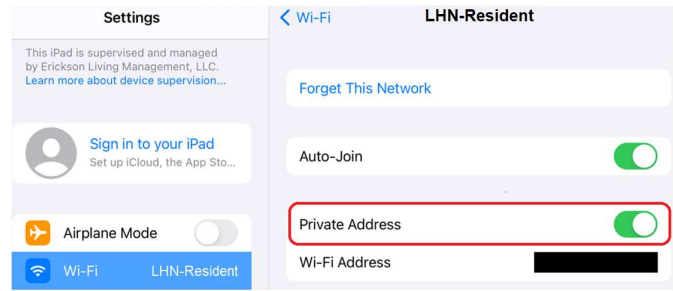 Settings
This iPad is supervised and managed
by Erickson Living Management, LLC.
Learn more about device supervision...
Sign in to your iPad
Set up iCloud, the App Sto...
Airplane Mode
Wi-Fi LHN-Resident
Wi-Fi LHN-Resident
Forget This Network
Auto-Join
Private Address
Wi-Fi Address